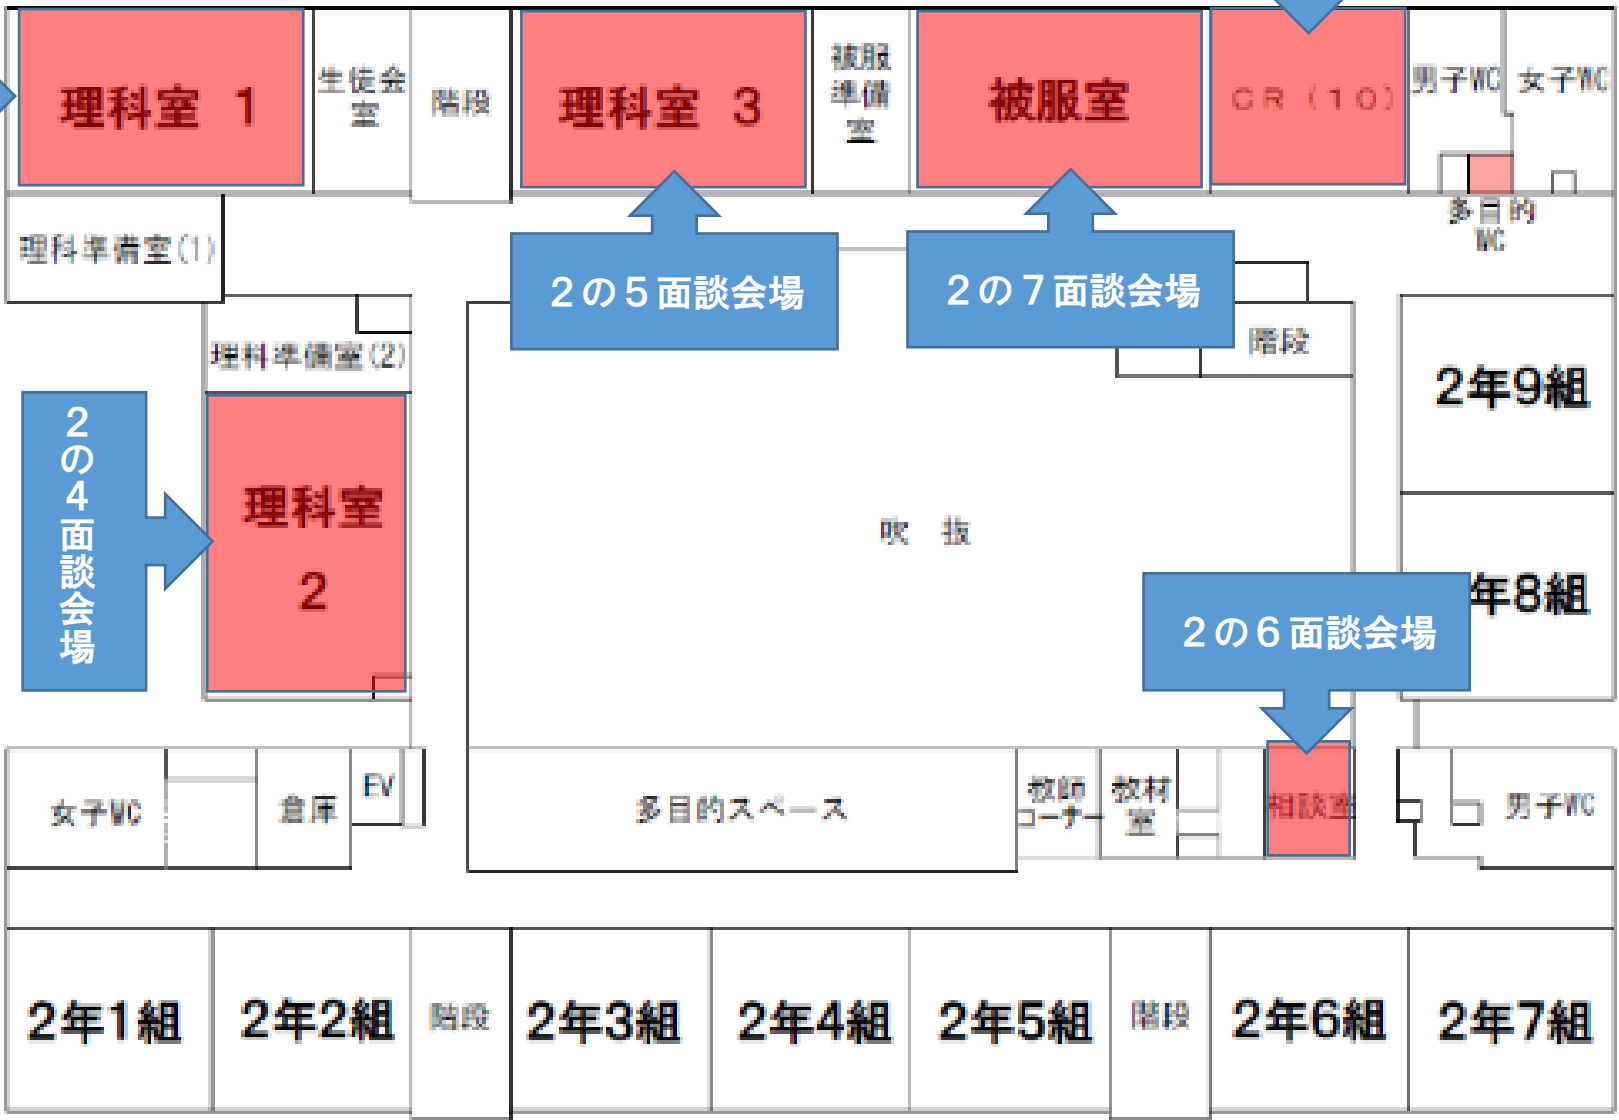 理科室 1
生徒会
室
階段
理科室 3
被服
準備
室
被服室
CR (10)
男子WC
女子WC
多目的
WC
理科準備室(1)
2の5面談会場
2の7面談会場
理科準備室(2)
階段
2年9組
2の4面談会場
理科室
2
吹 抜
年8組
2の6面談会場
女子WC
倉庫
EV
多目的スペース
教師
コーナー
教材
室
相談室
男子WC
2年1組
2年2組
階段
2年3組
2年4組
2年5組
階段
2年6組
2年7組